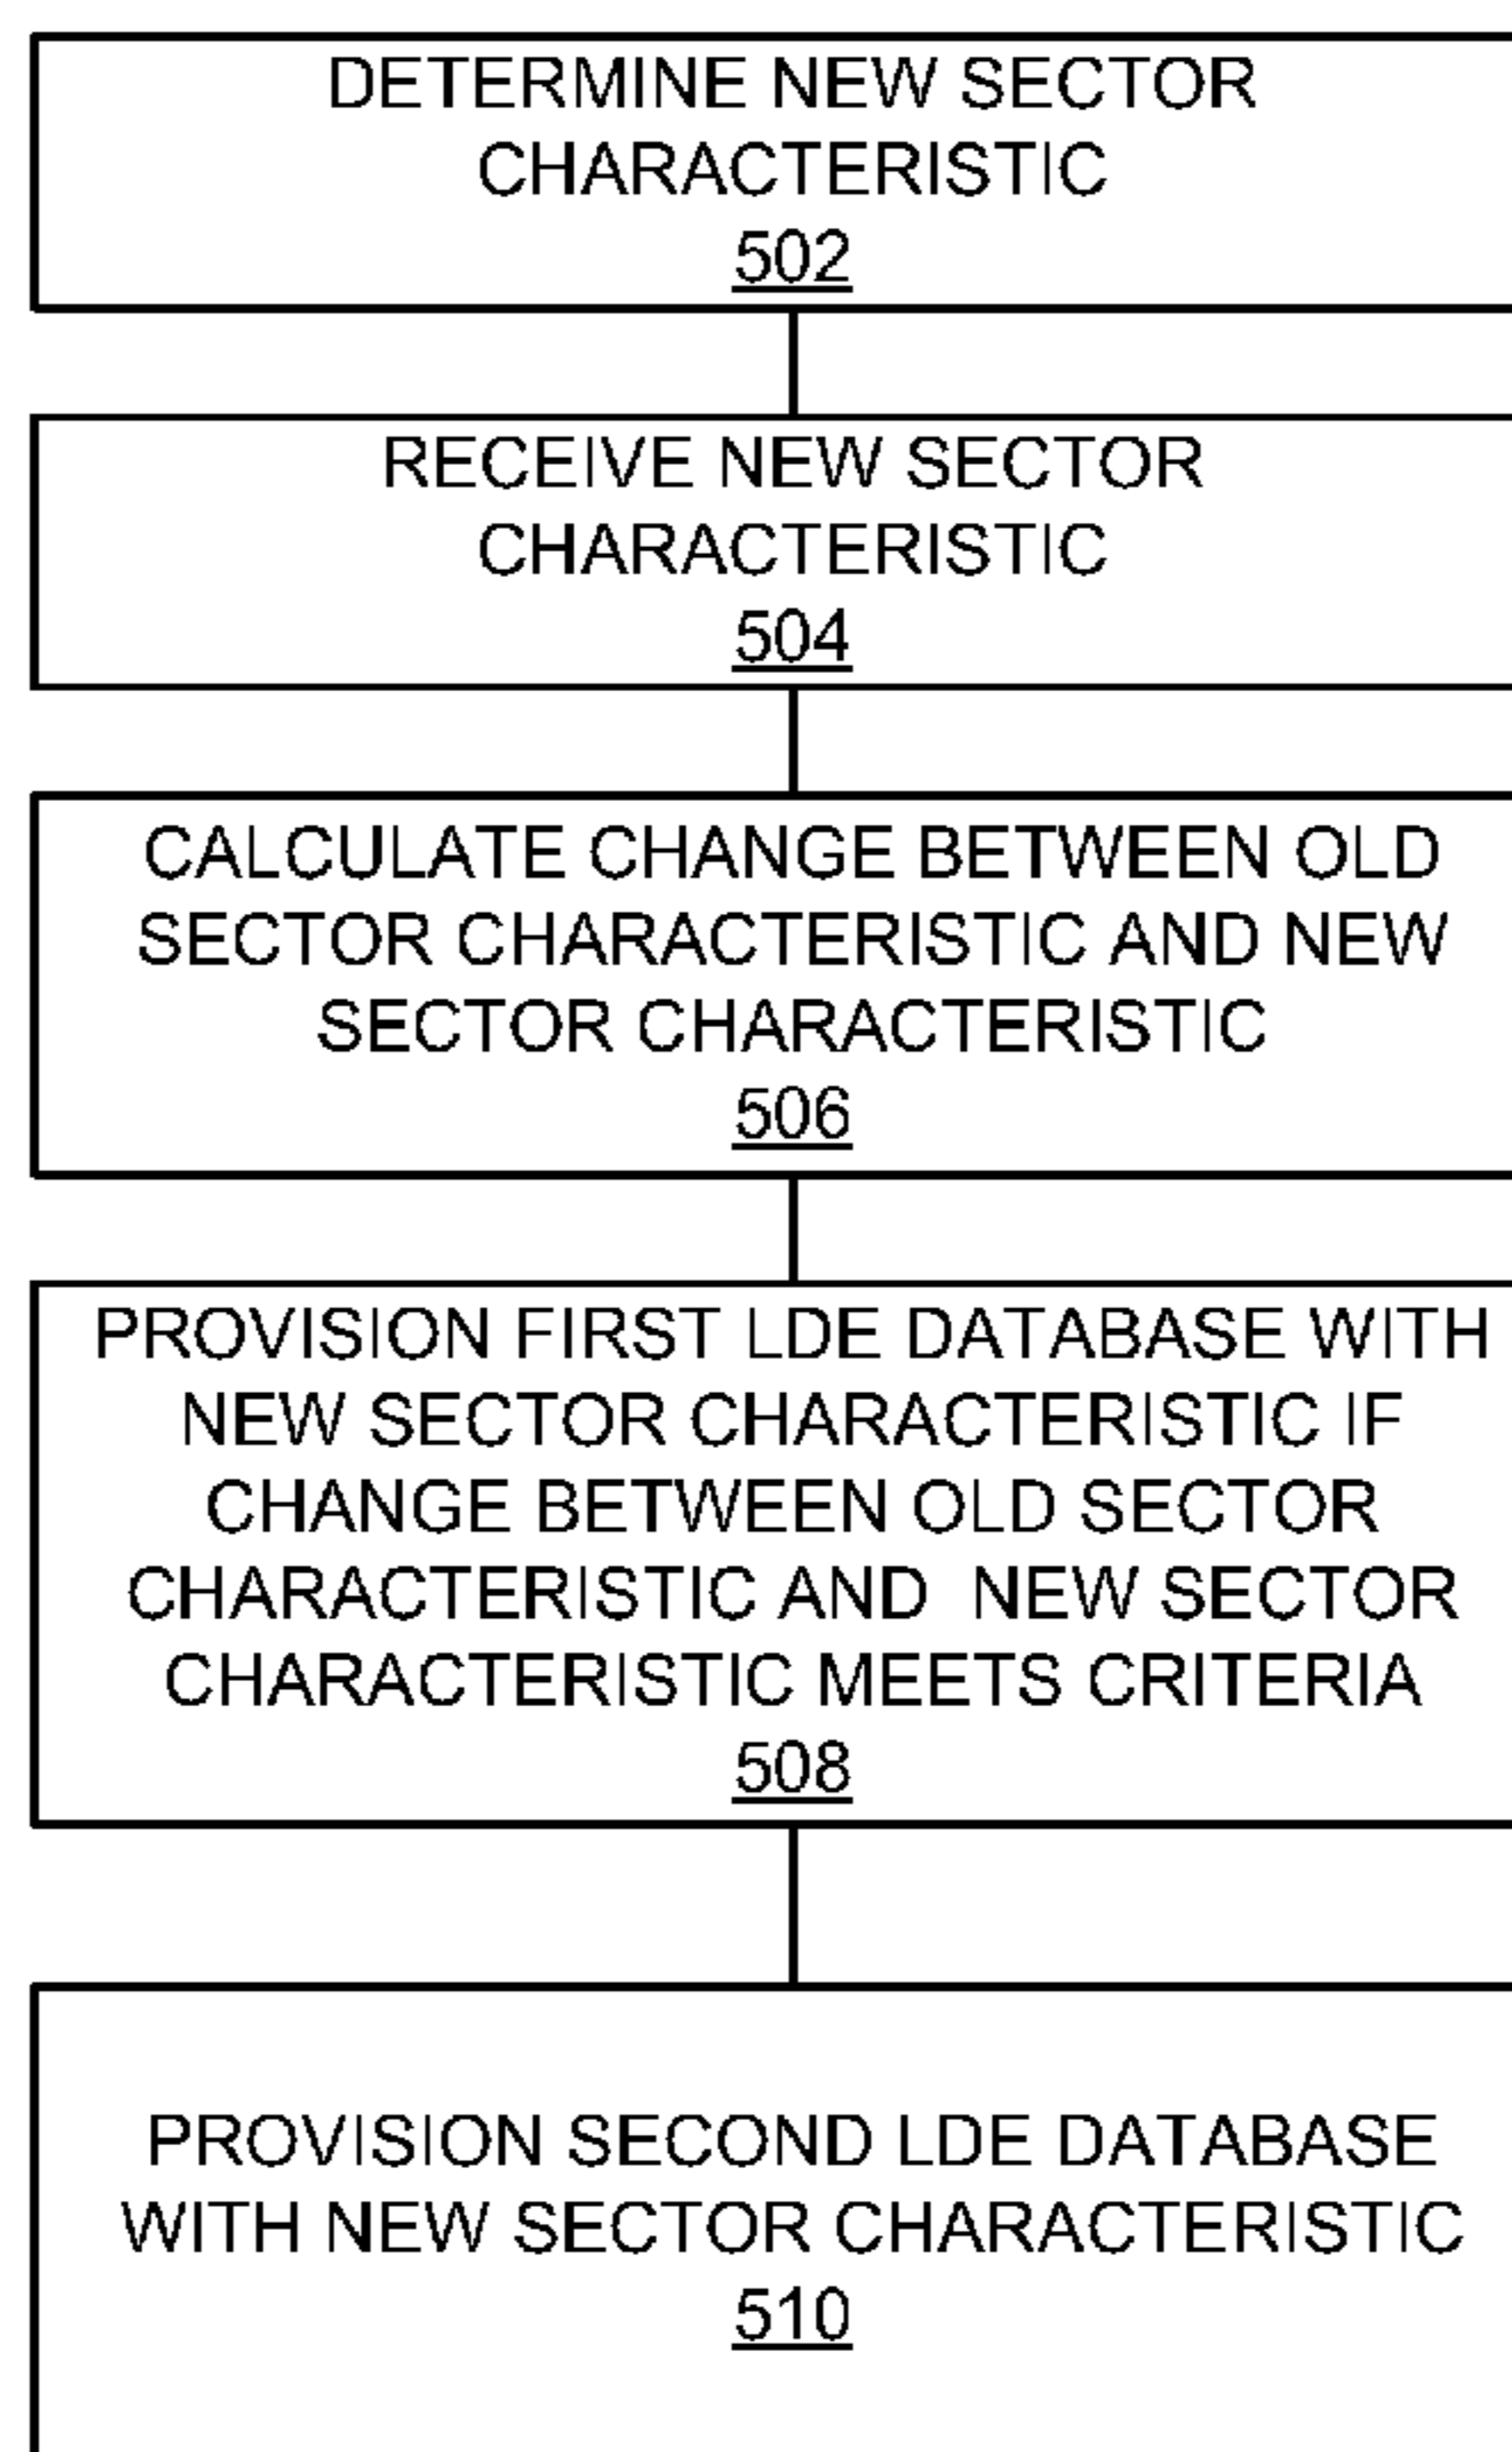 DETERMINE NEW SECTOR
CHARACTERISTIC
502
RECEIVE NEW SECTOR
CHARACTERISTIC
504
CALCULATE CHANGE BETWEEN OLD
SECTOR CHARACTERISTIC AND NEW
SECTOR CHARACTERISTIC
506
PROVISION FIRST LDE DATABASE WITH
NEW SECTOR CHARACTERISTIC IF
CHANGE BETWEEN OLD SECTOR
CHARACTERISTIC AND NEW SECTOR
CHARACTERISTIC MEETS CRITERIA
508
PROVISION SECOND LDE DATABASE
WITH NEW SECTOR CHARACTERISTIC
510